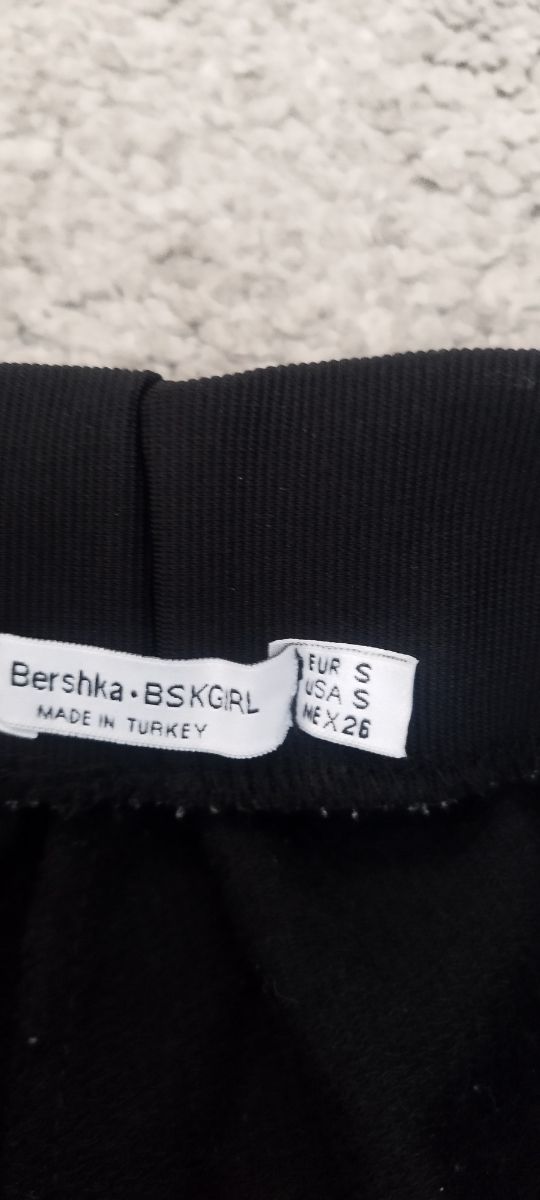 Bershka • BSKGIRL
MADE IN TURKEY
EUR S
USA S
MEX 26